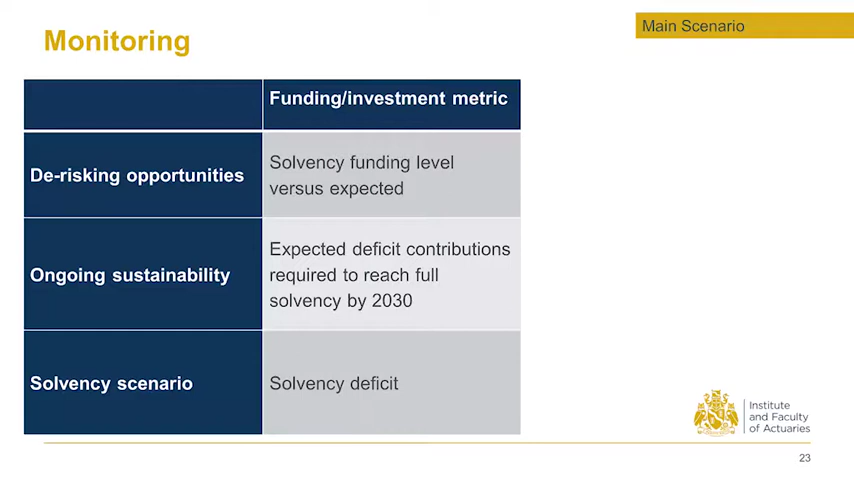 Monitoring
Main Scenario
Funding/investment metric
De-risking opportunities
Solvency funding level
versus expected
Ongoing sustainability
Expected deficit contributions
required to reach full
solvency by 2030
Solvency scenario
Solvency deficit
Institute
and Faculty
of Actuaries
23